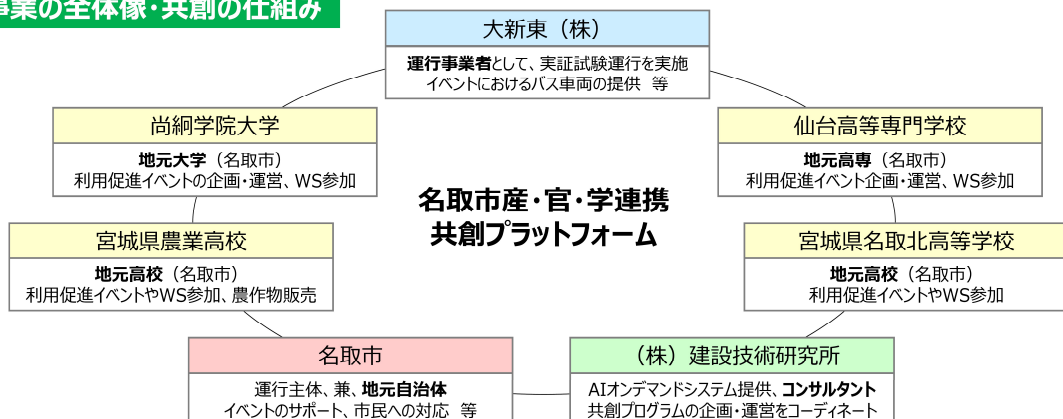 事業の全体像・共創の仕組み
大新東（株）
運行事業者として、実証試験運行を実施
イベントにおけるバス車両の提供 等
尚絅学院大学
地元大学（名取市）
利用促進イベントの企画・運営、WS参加
仙台高等専門学校
地元高専（名取市）
利用促進イベント企画・運営、WS参加
名取市産・官・学連携
共創プラットフォーム
宮城県農業高校
地元高校（名取市）
利用促進イベントやWS参加、農作物販売
宮城県名取北高等学校
地元高校（名取市）
利用促進イベントやWS参加
名取市
運行主体、兼、地元自治体
イベントのサポート、市民への対応 等
（株）建設技術研究所
AIオンデマンドシステム提供、コンサルタント
共創プログラムの企画・運営をコーディネート